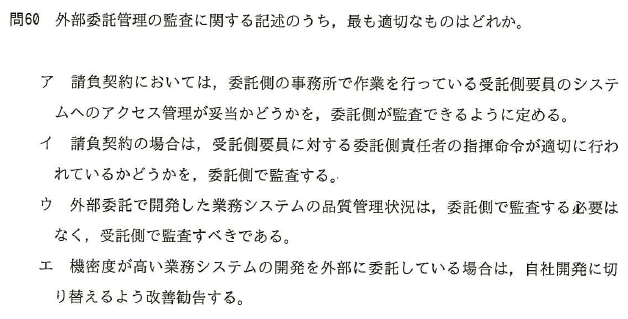 問60 外部委託管理の監査に関する記述のうち，最も適切なものはどれか。
ア 請負契約においては，委託側の事務所で作業を行っている受託側要員のシステ
ムへのアクセス管理が妥当かどうかを，委託側が監査できるように定める。
イ 請負契約の場合は，受託側要員に対する委託側責任者の指揮命令が適切に行わ
れているかどうかを，委託側で監査する。
ウ 外部委託で開発した業務システムの品質管理状況は，委託側で監査する必要は
なく，受託側で監査すべきである。
エ 機密度が高い業務システムの開発を外部に委託している場合は，自社開発に切
り替えるよう改善勧告する。